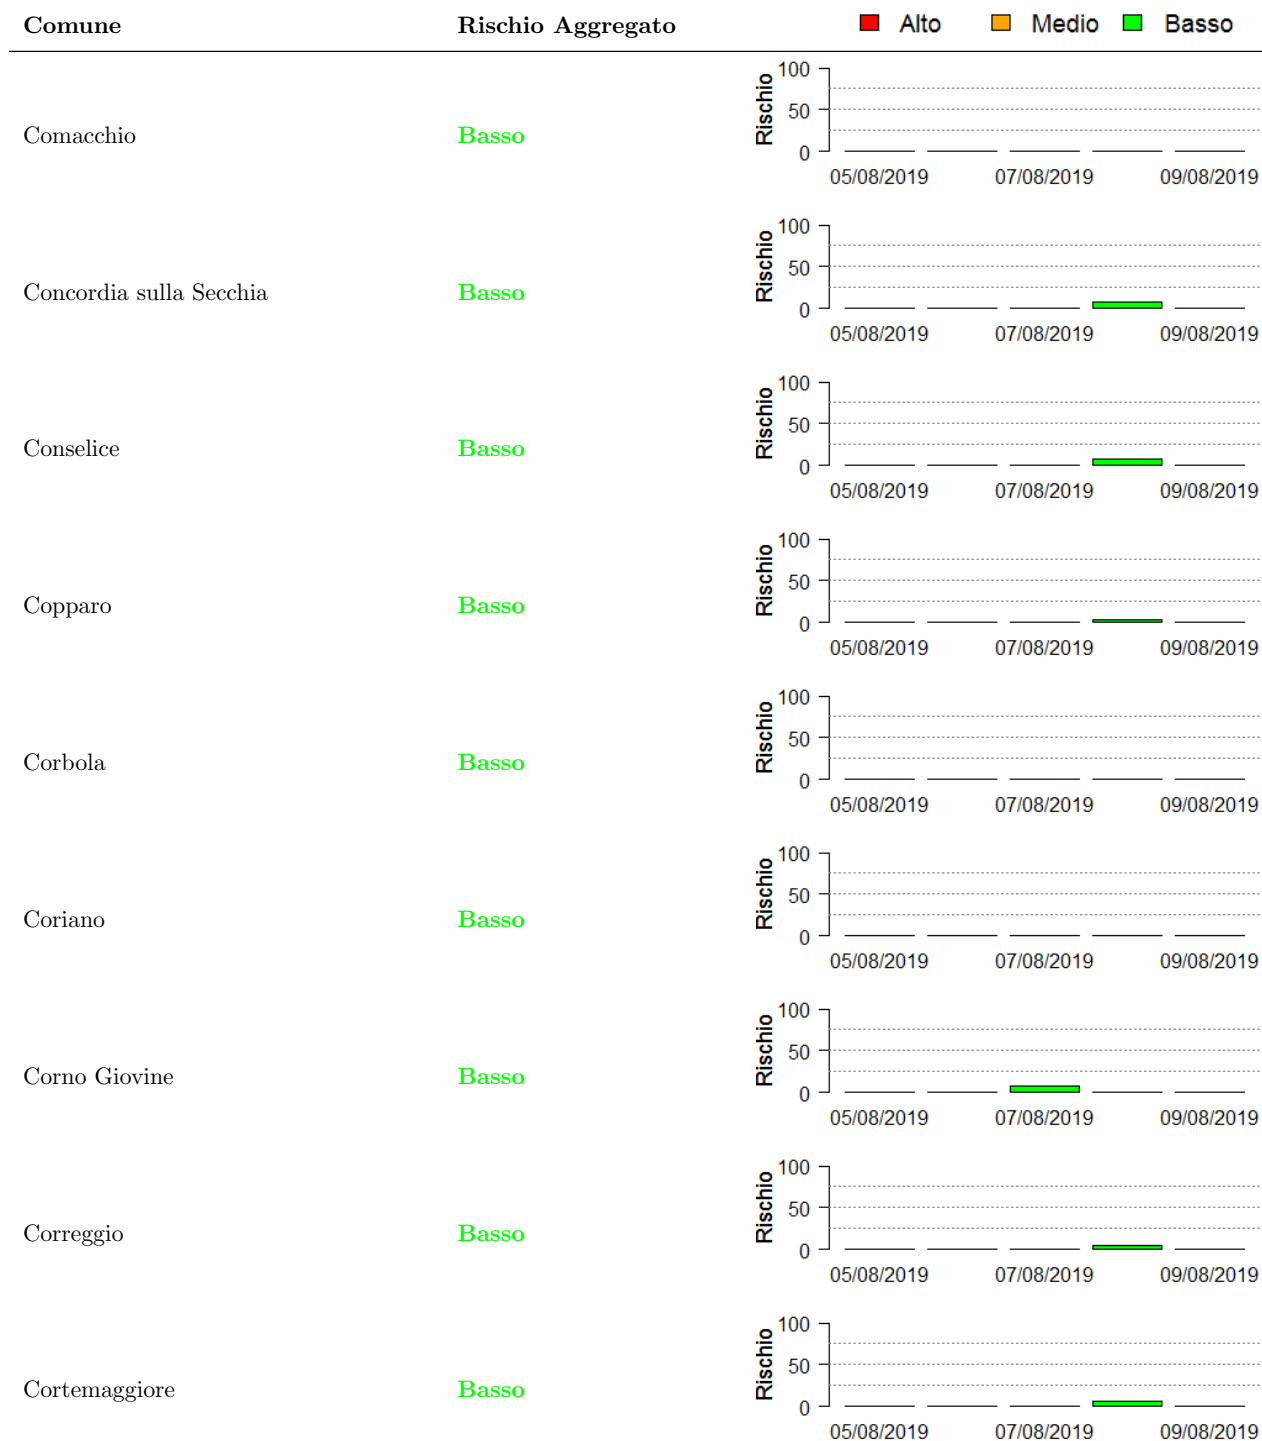 Comune Rischio Aggregato Alto Medio Basso
100
50
0
Rischio
Comacchio Basso
05/08/2019 07/08/2019 09/08/2019
100
50
0
Rischio
Concordia sulla Secchia Basso
05/08/2019 07/08/2019 09/08/2019
100
50
0
Rischio
Conselice Basso
05/08/2019 07/08/2019 09/08/2019
100
50
0
Rischio
Copparo Basso
05/08/2019 07/08/2019 09/08/2019
100
50
0
Rischio
Corbola Basso
05/08/2019 07/08/2019 09/08/2019
100
50
0
Rischio
Coriano Basso
05/08/2019 07/08/2019 09/08/2019
100
50
0
Rischio
Corno Giovine Basso
05/08/2019 07/08/2019 09/08/2019
100
50
0
Rischio
Correggio Basso
05/08/2019 07/08/2019 09/08/2019
100
50
0
Rischio
Cortemaggiore Basso
05/08/2019 07/08/2019 09/08/2019